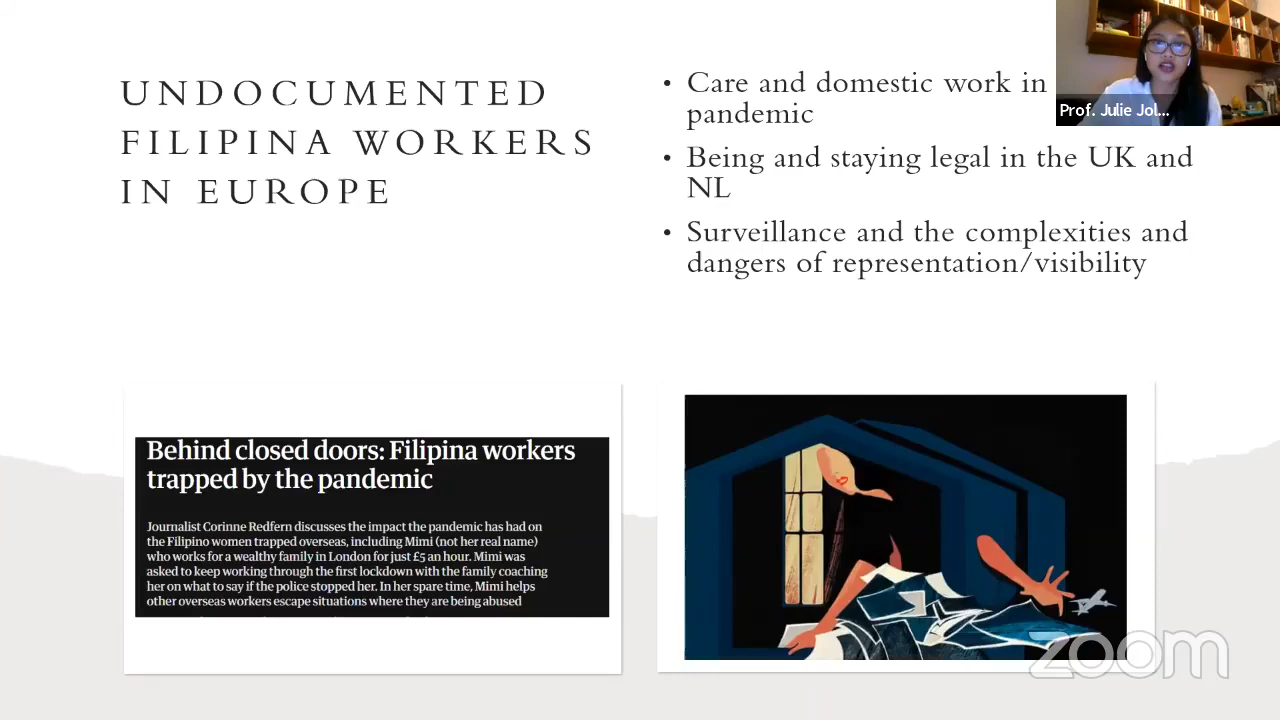 UNDOCUMENTED
FILIPINA WORKERS
IN EUROPE
• Care and domestic work in
pandemic
• Being and staying legal in the UK and
NL
• Surveillance and the complexities and
dangers of representation/visibility
Prof. Julie Jol...
Behind closed doors: Filipina workers
trapped by the pandemic
Journalist Corinne Redfern discusses the impact the pandemic has had on
the Filipino women trapped overseas, including Mimi (not her real name)
who works for a wealthy family in London for just £5 an hour. Mimi was
asked to keep working through the first lockdown with the family coaching
her on what to say if the police stopped her. In her spare time, Mimi helps
other overseas workers escape situations where they are being abused
zoom